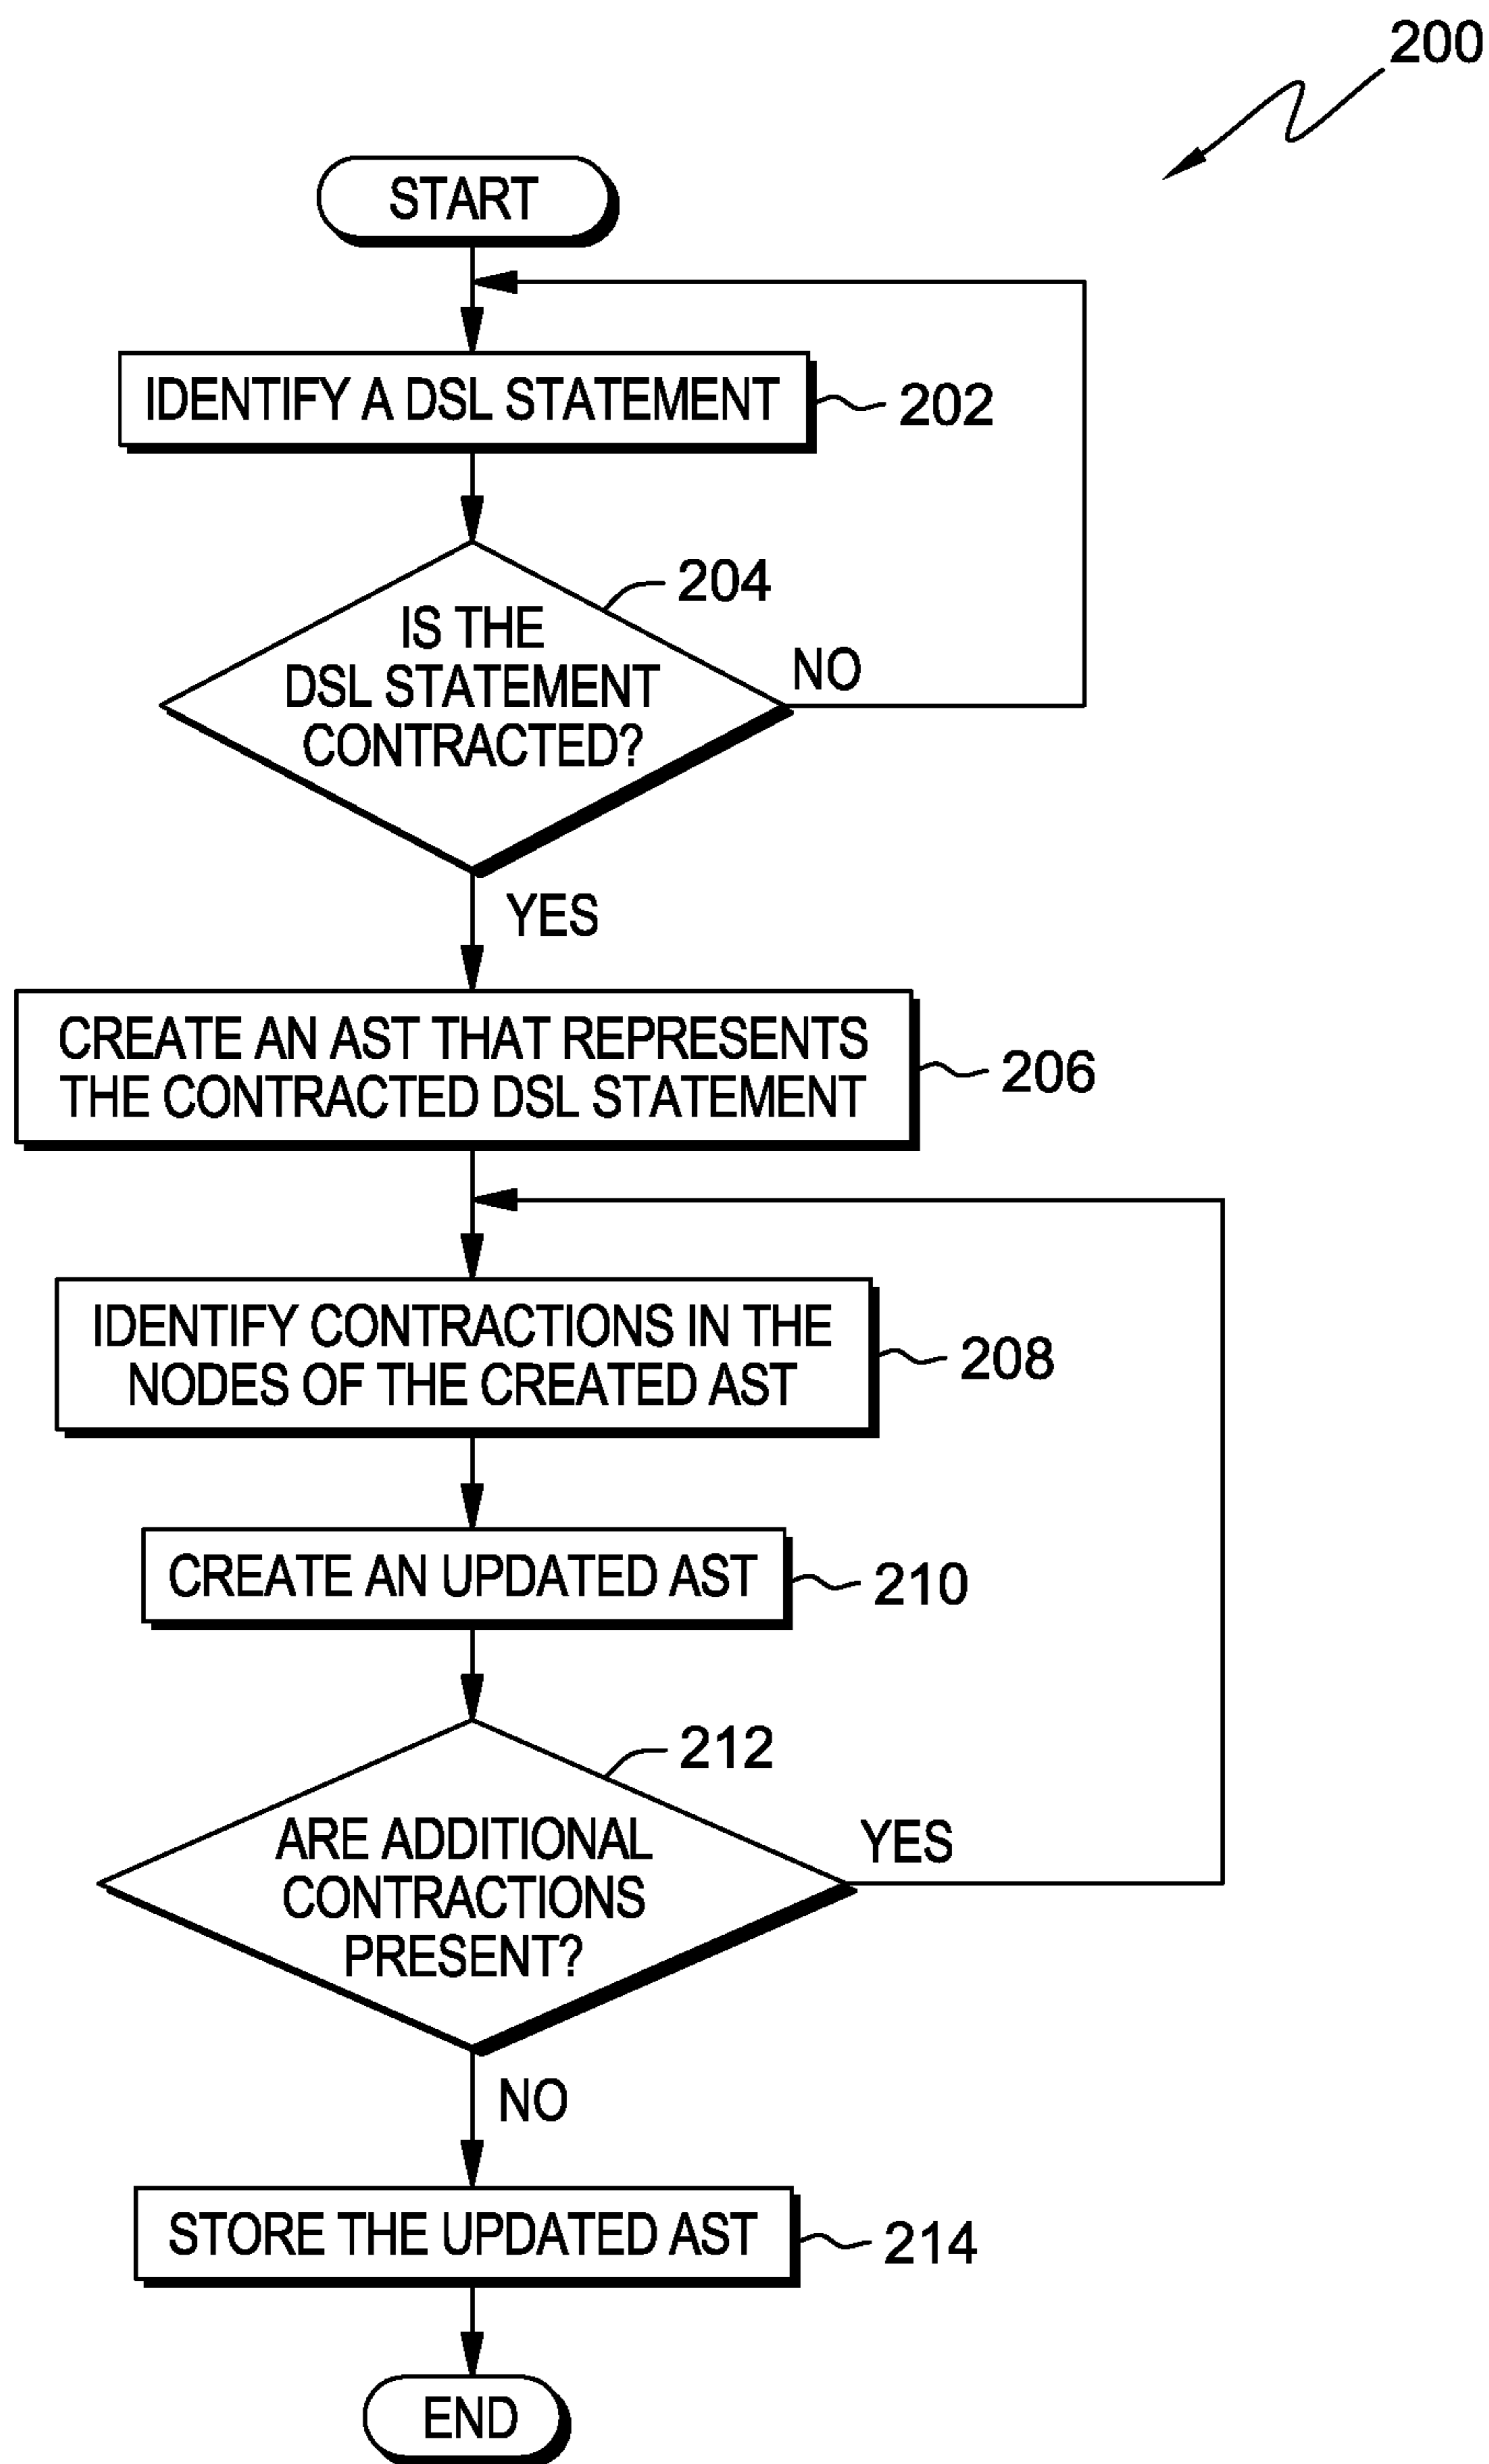 200
START
IDENTIFY A DSL STATEMENT
202
204
IS THE
DSL STATEMENT
CONTRACTED?
NO
YES
CREATE AN AST THAT REPRESENTS
THE CONTRACTED DSL STATEMENT
206
IDENTIFY CONTRACTIONS IN THE
NODES OF THE CREATED AST
208
CREATE AN UPDATED AST
210
212
ARE ADDITIONAL
CONTRACTIONS
PRESENT?
YES
NO
STORE THE UPDATED AST
214
END